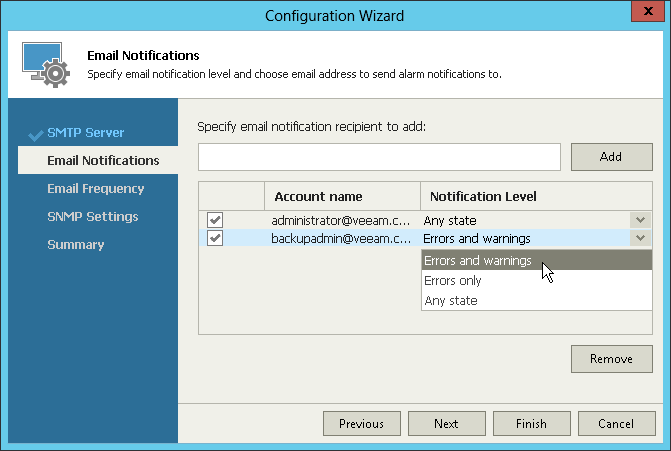 Configuration Wizard
x
Email Notifications
Specify email notification level and choose email address to send alarm notifications to.
SMTP Server
Email Notifications
Email Frequency
SNMP Settings
Summary
Specify email notification recipient to add:
Add
Account name Notification Level
administrator@veeam.c... Any state
backupadmin@veeam.c... Errors and warnings
Errors and warnings
Errors only
Any state
Remove
Previous Next Finish Cancel